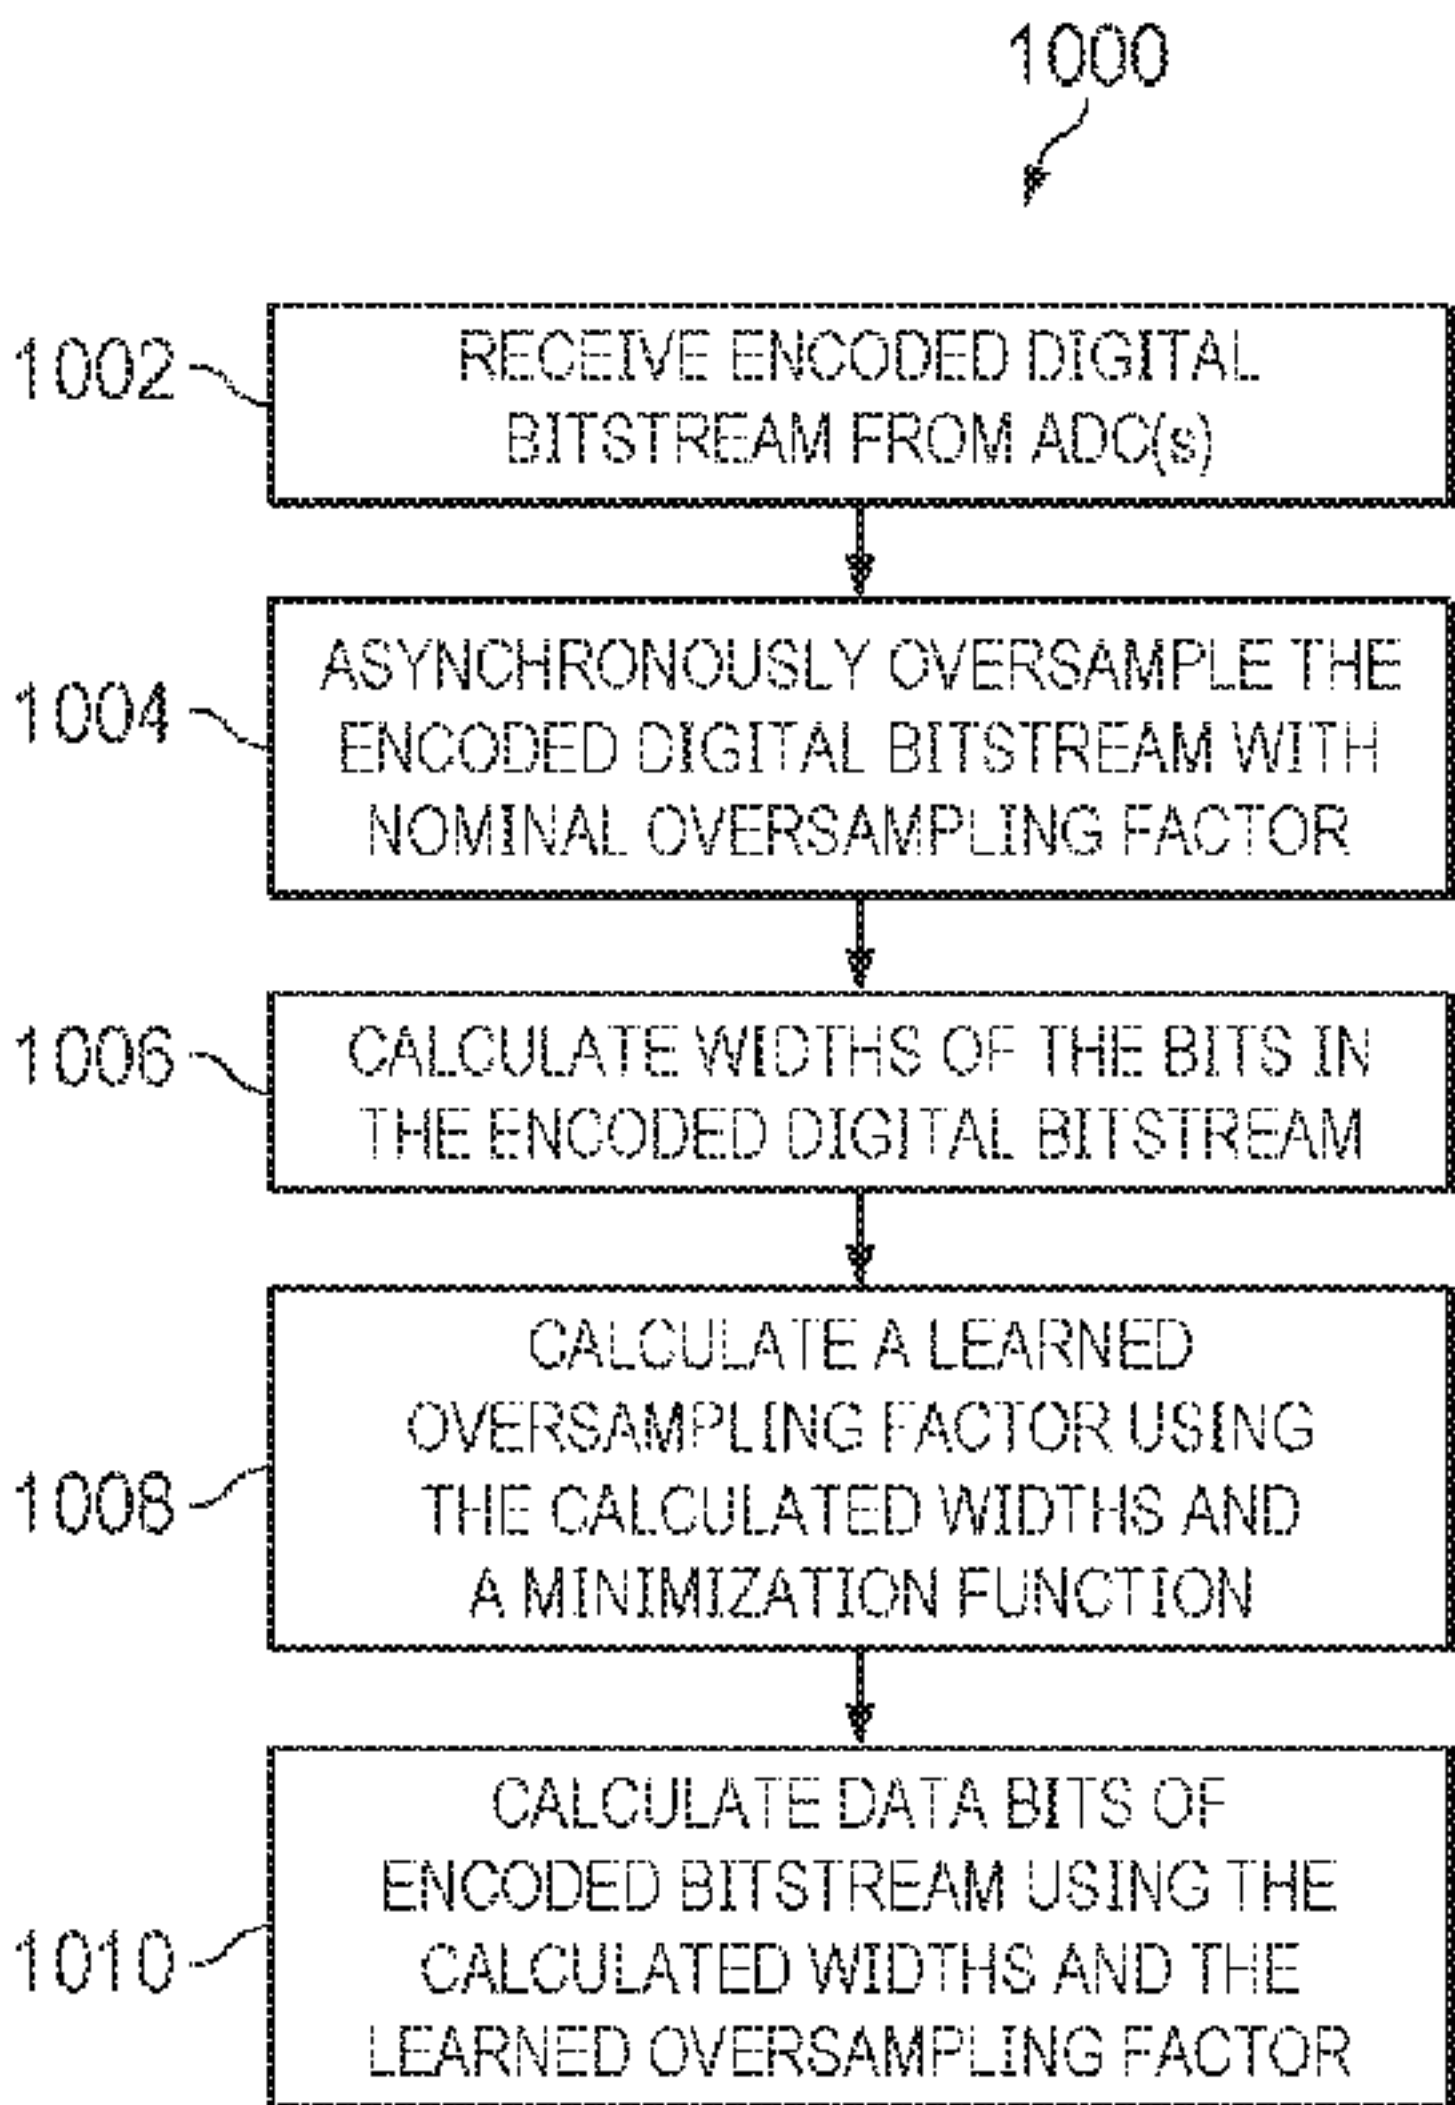 1000
1002
RECEIVE ENCODED DIGITAL
BITSTREAM FROM ADC(s)
1004
ASYNCHRONOUSLY OVERSAMPLE THE
ENCODED DIGITAL BITSTREAM WITH
NOMINAL OVERSAMPLING FACTOR
1006
CALCULATE WIDTHS OF THE BITS IN
THE ENCODED DIGITAL BITSTREAM
1008
CALCULATE A LEARNED
OVERSAMPLING FACTOR USING
THE CALCULATED WIDTHS AND
A MINIMIZATION FUNCTION
1010
CALCULATE DATA BITS OF
ENCODED BITSTREAM USING THE
CALCULATED WIDTHS AND THE
LEARNED OVERSAMPLING FACTOR